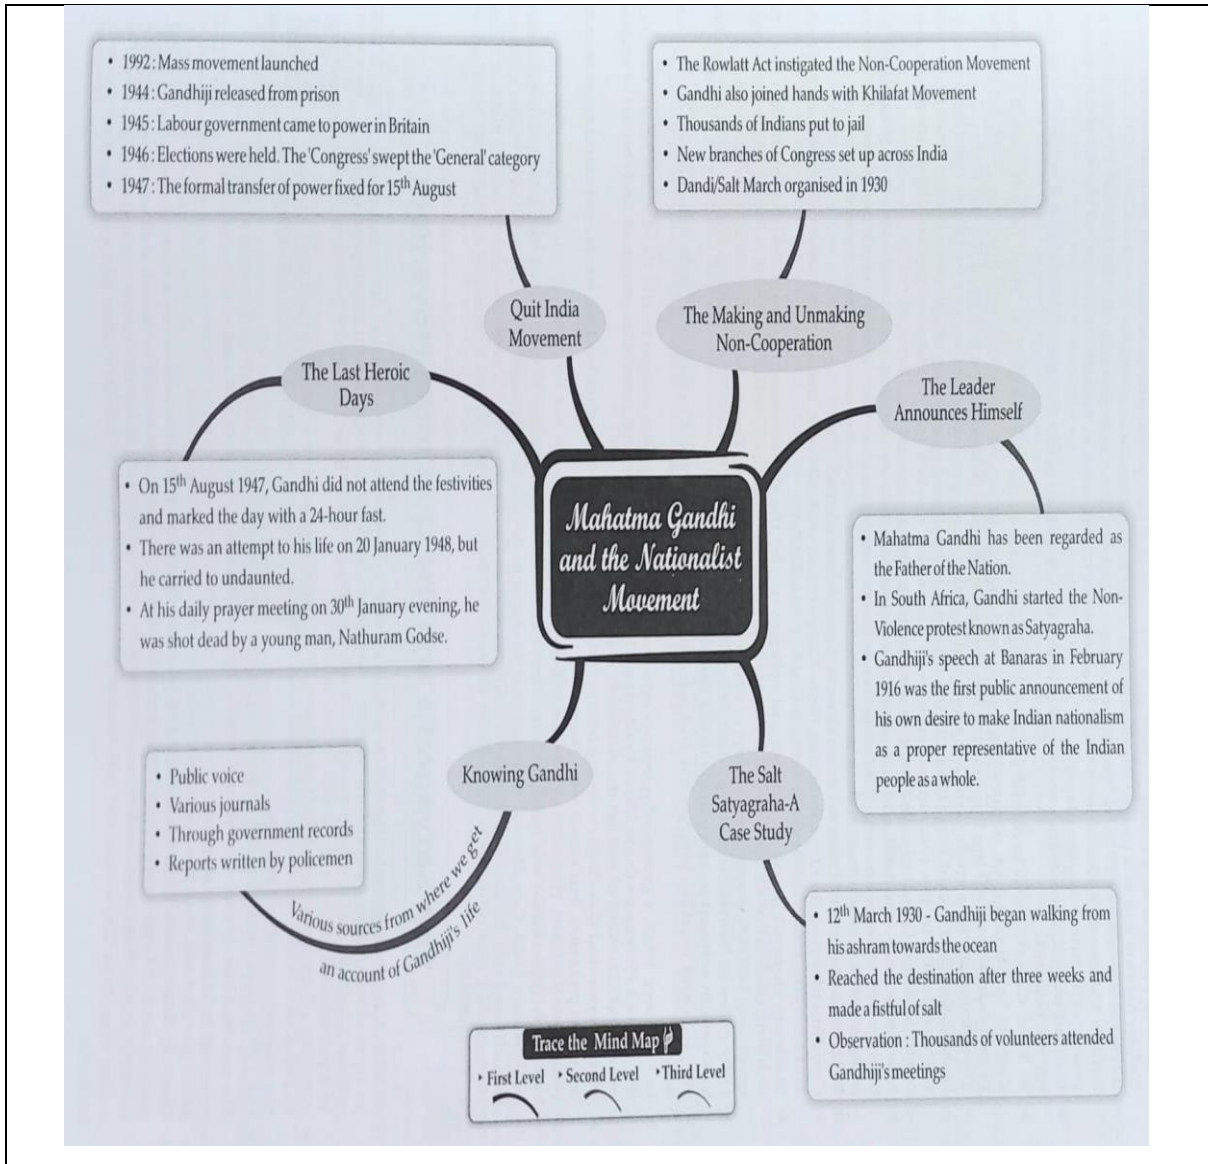 • 1992 : Mass movement launched
• 1944 : Gandhiji released from prison
• 1945 : Labour government came to power in Britain
• 1946 : Elections were held. The 'Congress' swept the 'General' category
• 1947 : The formal transfer of power fixed for 15th August
• The Rowlatt Act instigated the Non-Cooperation Movement
• Gandhi also joined hands with Khilafat Movement
• Thousands of Indians put to jail
• New branches of Congress set up across India
• Dandi/Salt March organised in 1930
Quit India
Movement
The Making and Unmaking
Non-Cooperation
The Last Heroic
Days
The Leader
Announces Himself
• On 15th August 1947, Gandhi did not attend the festivities
and marked the day with a 24-hour fast.
• There was an attempt to his life on 20 January 1948, but
he carried to undaunted.
• At his daily prayer meeting on 30th January evening, he
was shot dead by a young man, Nathuram Godse.
Mahatma Gandhi
and the Nationalist
Movement
• Mahatma Gandhi has been regarded as
the Father of the Nation.
• In South Africa, Gandhi started the Non-
Violence protest known as Satyagraha.
• Gandhiji's speech at Banaras in February
1916 was the first public announcement of
his own desire to make Indian nationalism
as a proper representative of the Indian
people as a whole.
• Public voice
• Various journals
• Through government records
• Reports written by policemen
Knowing Gandhi
Various sources from where we get
an account of Gandhiji's life
The Salt
Satyagraha-A
Case Study
• 12th March 1930 - Gandhiji began walking from
his ashram towards the ocean
• Reached the destination after three weeks and
made a fistful of salt
• Observation : Thousands of volunteers attended
Gandhiji's meetings
Trace the Mind Map
First Level Second Level Third Level